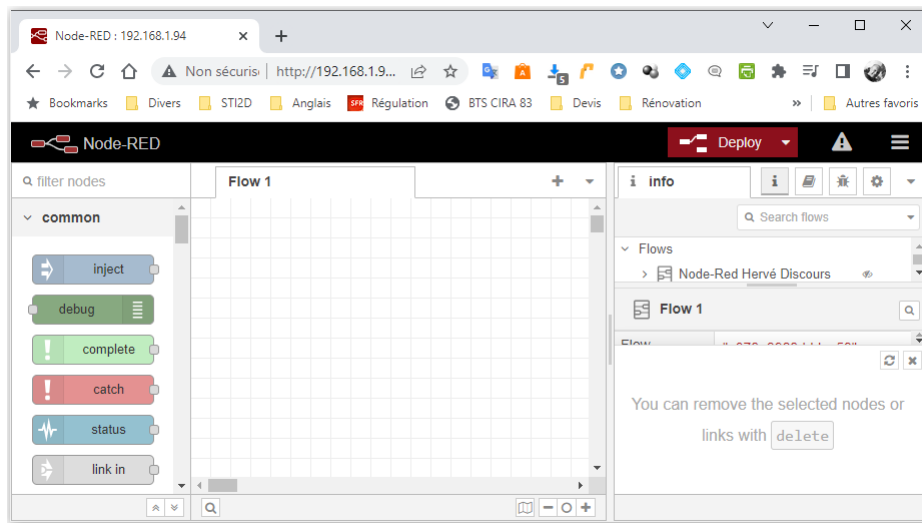 Node-RED : 192.168.1.94
Non sécuris
http://192.168.1.9...
5
Bookmarks
Divers
STI2D
Anglais
SFR
Régulation
BTS CIRA 83
Devis
Rénovation
»
Autres favoris
Node-RED
Deploy
filter nodes
Flow 1
i info
Search flows
common
Flows
Node-Red Hervé Discours
inject
debug
complete
catch
status
link in
Flow 1
Flow
You can remove the selected nodes or
links with delete